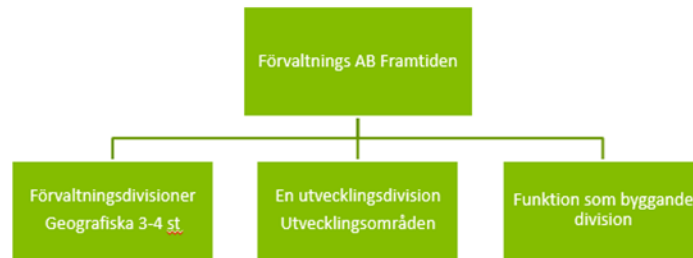 Förvaltnings AB Framtiden
Förvaltningsdivisioner
Geografiska 3-4 st
En utvecklingsdivision
Utvecklingsområden
Funktion som byggande
division